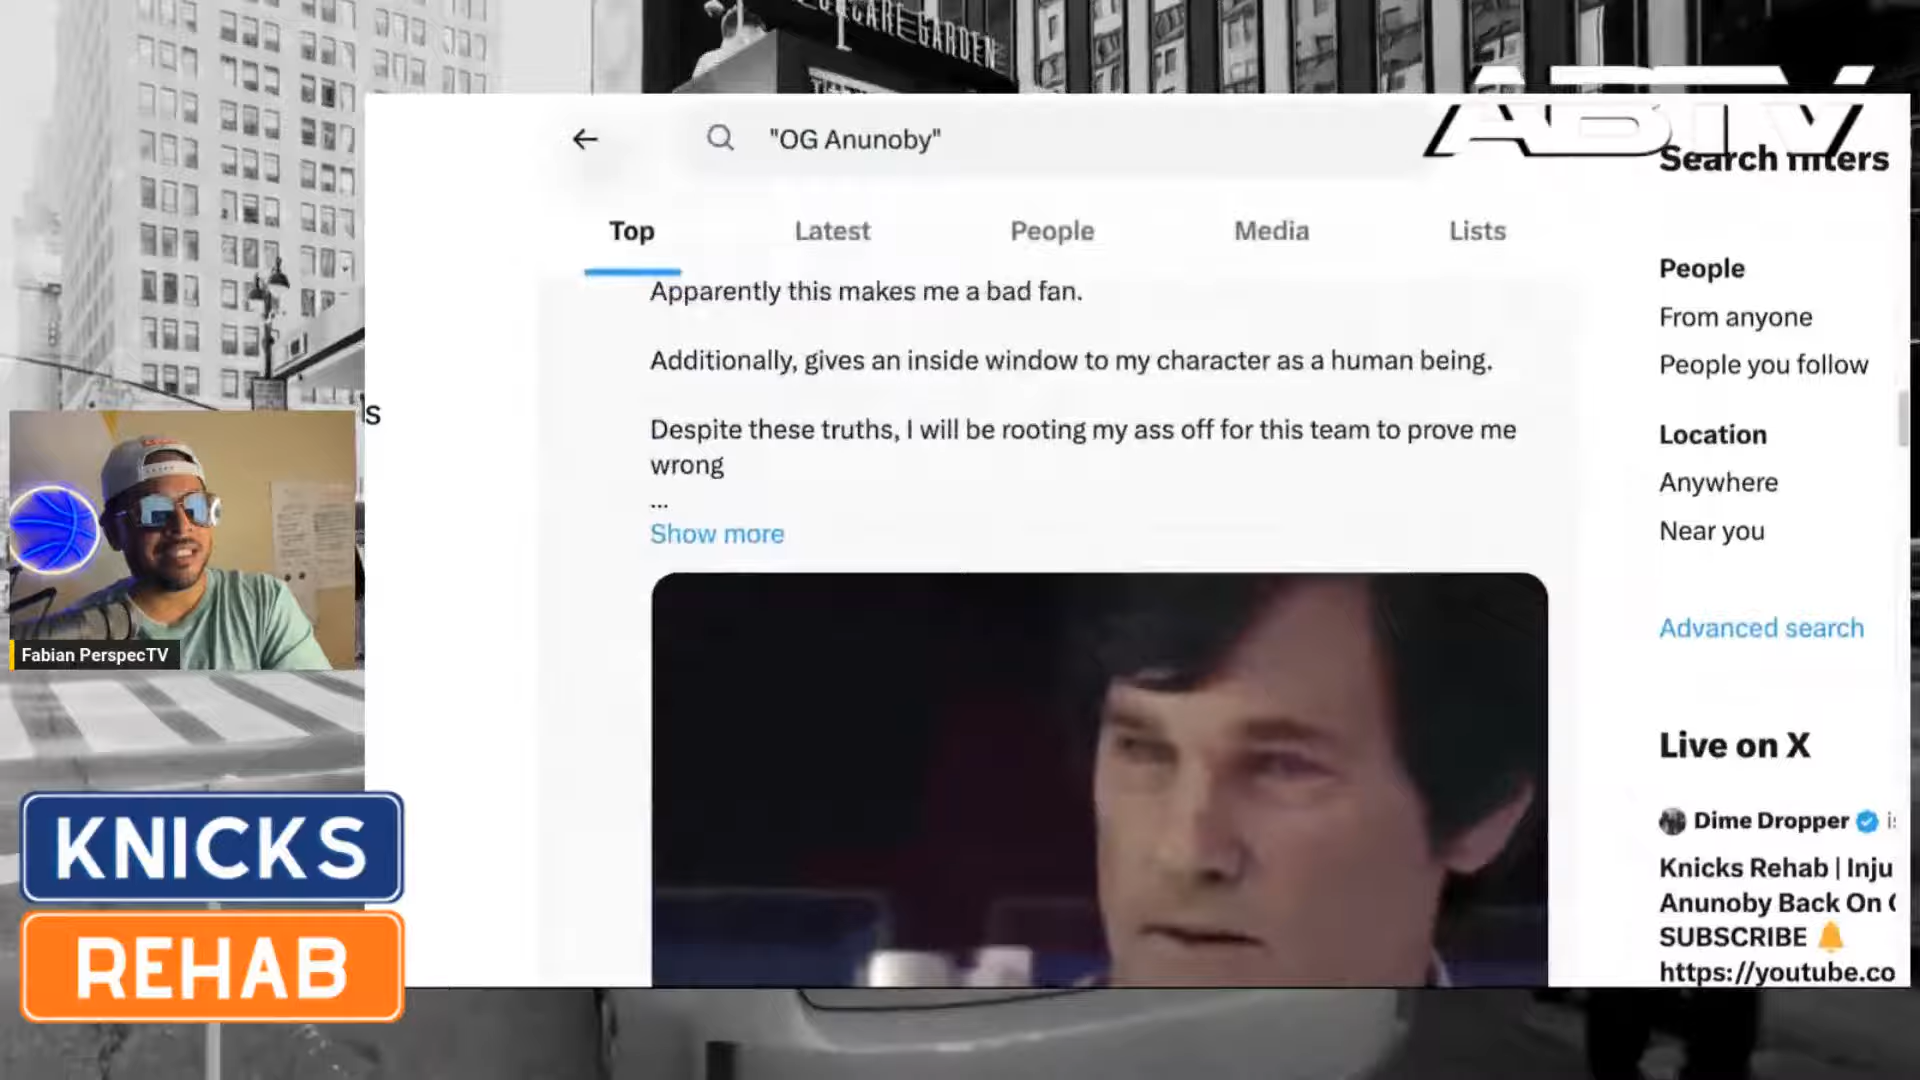 SQUARE GARDEN
ABTV
"OG Anunoby"
Search filters
Top
Latest
People
Media
Lists
Apparently this makes me a bad fan.
Additionally, gives an inside window to my character as a human being.
Despite these truths, I will be rooting my ass off for this team to prove me
wrong
...
Show more
People
From anyone
People you follow
Location
Anywhere
Near you
Advanced search
Live on X
Dime Dropper
Knicks Rehab | Inju
Anunoby Back On
SUBSCRIBE 🔔
https://youtube.co
s
Fabian PerspecTV
KNICKS
REHAB